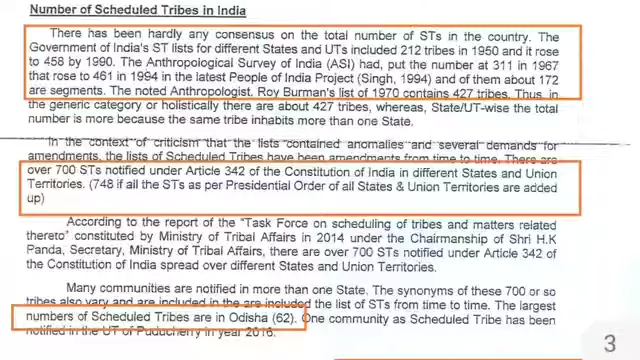 Number of Scheduled Tribes in India
There has been hardly any consensus on the total number of STs in the country. The
Government of India's ST lists for different States and UTs included 212 tribes in 1950 and it rose
to 458 by 1990. The Anthropological Survey of India (ASI) had, put the number at 311 in 1967
that rose to 461 in 1994 in the latest People of India Project (Singh, 1994) and of them about 172
are segments. The noted Anthropologist. Roy Burman's list of 1970 contains 427 tribes. Thus, in
the generic category or holistically there are about 427 tribes, whereas, State/UT-wise the total
number is more because the same tribe inhabits more than one State.
In the context of criticism that the lists contained anomalies and several demands for
amendments, the lists of Scheduled Tribes have been amendments from time to time. There are
over 700 STs notified under Article 342 of the Constitution of India in different States and Union
Territories. (748 if all the STs as per Presidential Order of all States & Union Territories are added
up)
According to the report of the "Task Force on scheduling of tribes and matters related
thereto" constituted by Ministry of Tribal Affairs in 2014 under the Chairmanship of Shri H.K
Panda, Secretary, Ministry of Tribal Affairs, there are over 700 STs notified under Article 342 of
the Constitution of India spread over different States and Union Territories.
Many communities are notified in more than one State. The synonyms of these 700 or so
tribes also vary and are included in the are included the list of STs from time to time. The largest
numbers of Scheduled Tribes are in Odisha (62). One community as Scheduled Tribe has been
notified in the UT of Puducherry in year 2016.
3